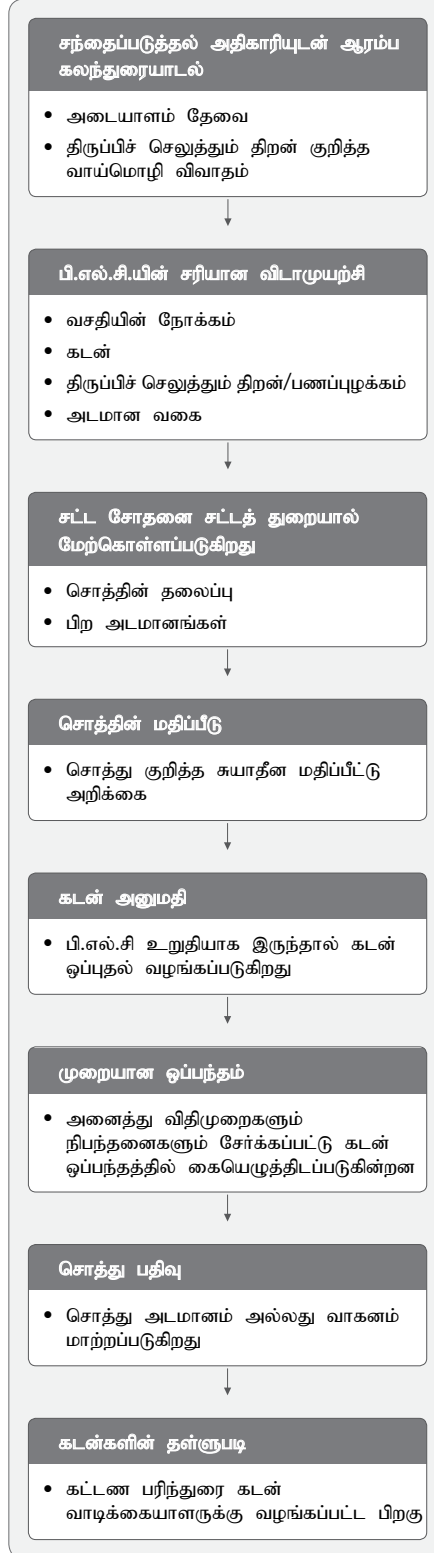 சந்தைப்படுத்தல் அதிகாரியுடன் ஆரம்ப
கலந்துரையாடல்
• அடையாளம் தேவை
• திருப்பிச் செலுத்தும் திறன் குறித்த
வாய்மொழி விவாதம்
பி.எல்.சி.யின் சரியான விடாமுயற்சி
• வசதியின் நோக்கம்
• கடன்
• திருப்பிச் செலுத்தும் திறன்/பணப்புழக்கம்
• அடமான வகை
சட்ட சோதனை சட்டத் துறையால்
மேற்கொள்ளப்படுகிறது
• சொத்தின் தலைப்பு
• பிற அடமானங்கள்
சொத்தின் மதிப்பீடு
• சொத்து குறித்த சுயாதீன மதிப்பீட்டு
அறிக்கை
கடன் அனுமதி
• பி.எல்.சி உறுதியாக இருந்தால் கடன்
ஒப்புதல் வழங்கப்படுகிறது
முறையான ஒப்பந்தம்
• அனைத்து விதிமுறைகளும்
நிபந்தனைகளும் சேர்க்கப்பட்டு கடன்
ஒப்பந்தத்தில் கையெழுத்திடப்படுகின்றன
சொத்து பதிவு
• சொத்து அடமானம் அல்லது வாகனம்
மாற்றப்படுகிறது
கடன்களின் தள்ளுபடி
• கட்டண பரிந்துரை கடன்
வாடிக்கையாளருக்கு வழங்கப்பட்ட பிறகு